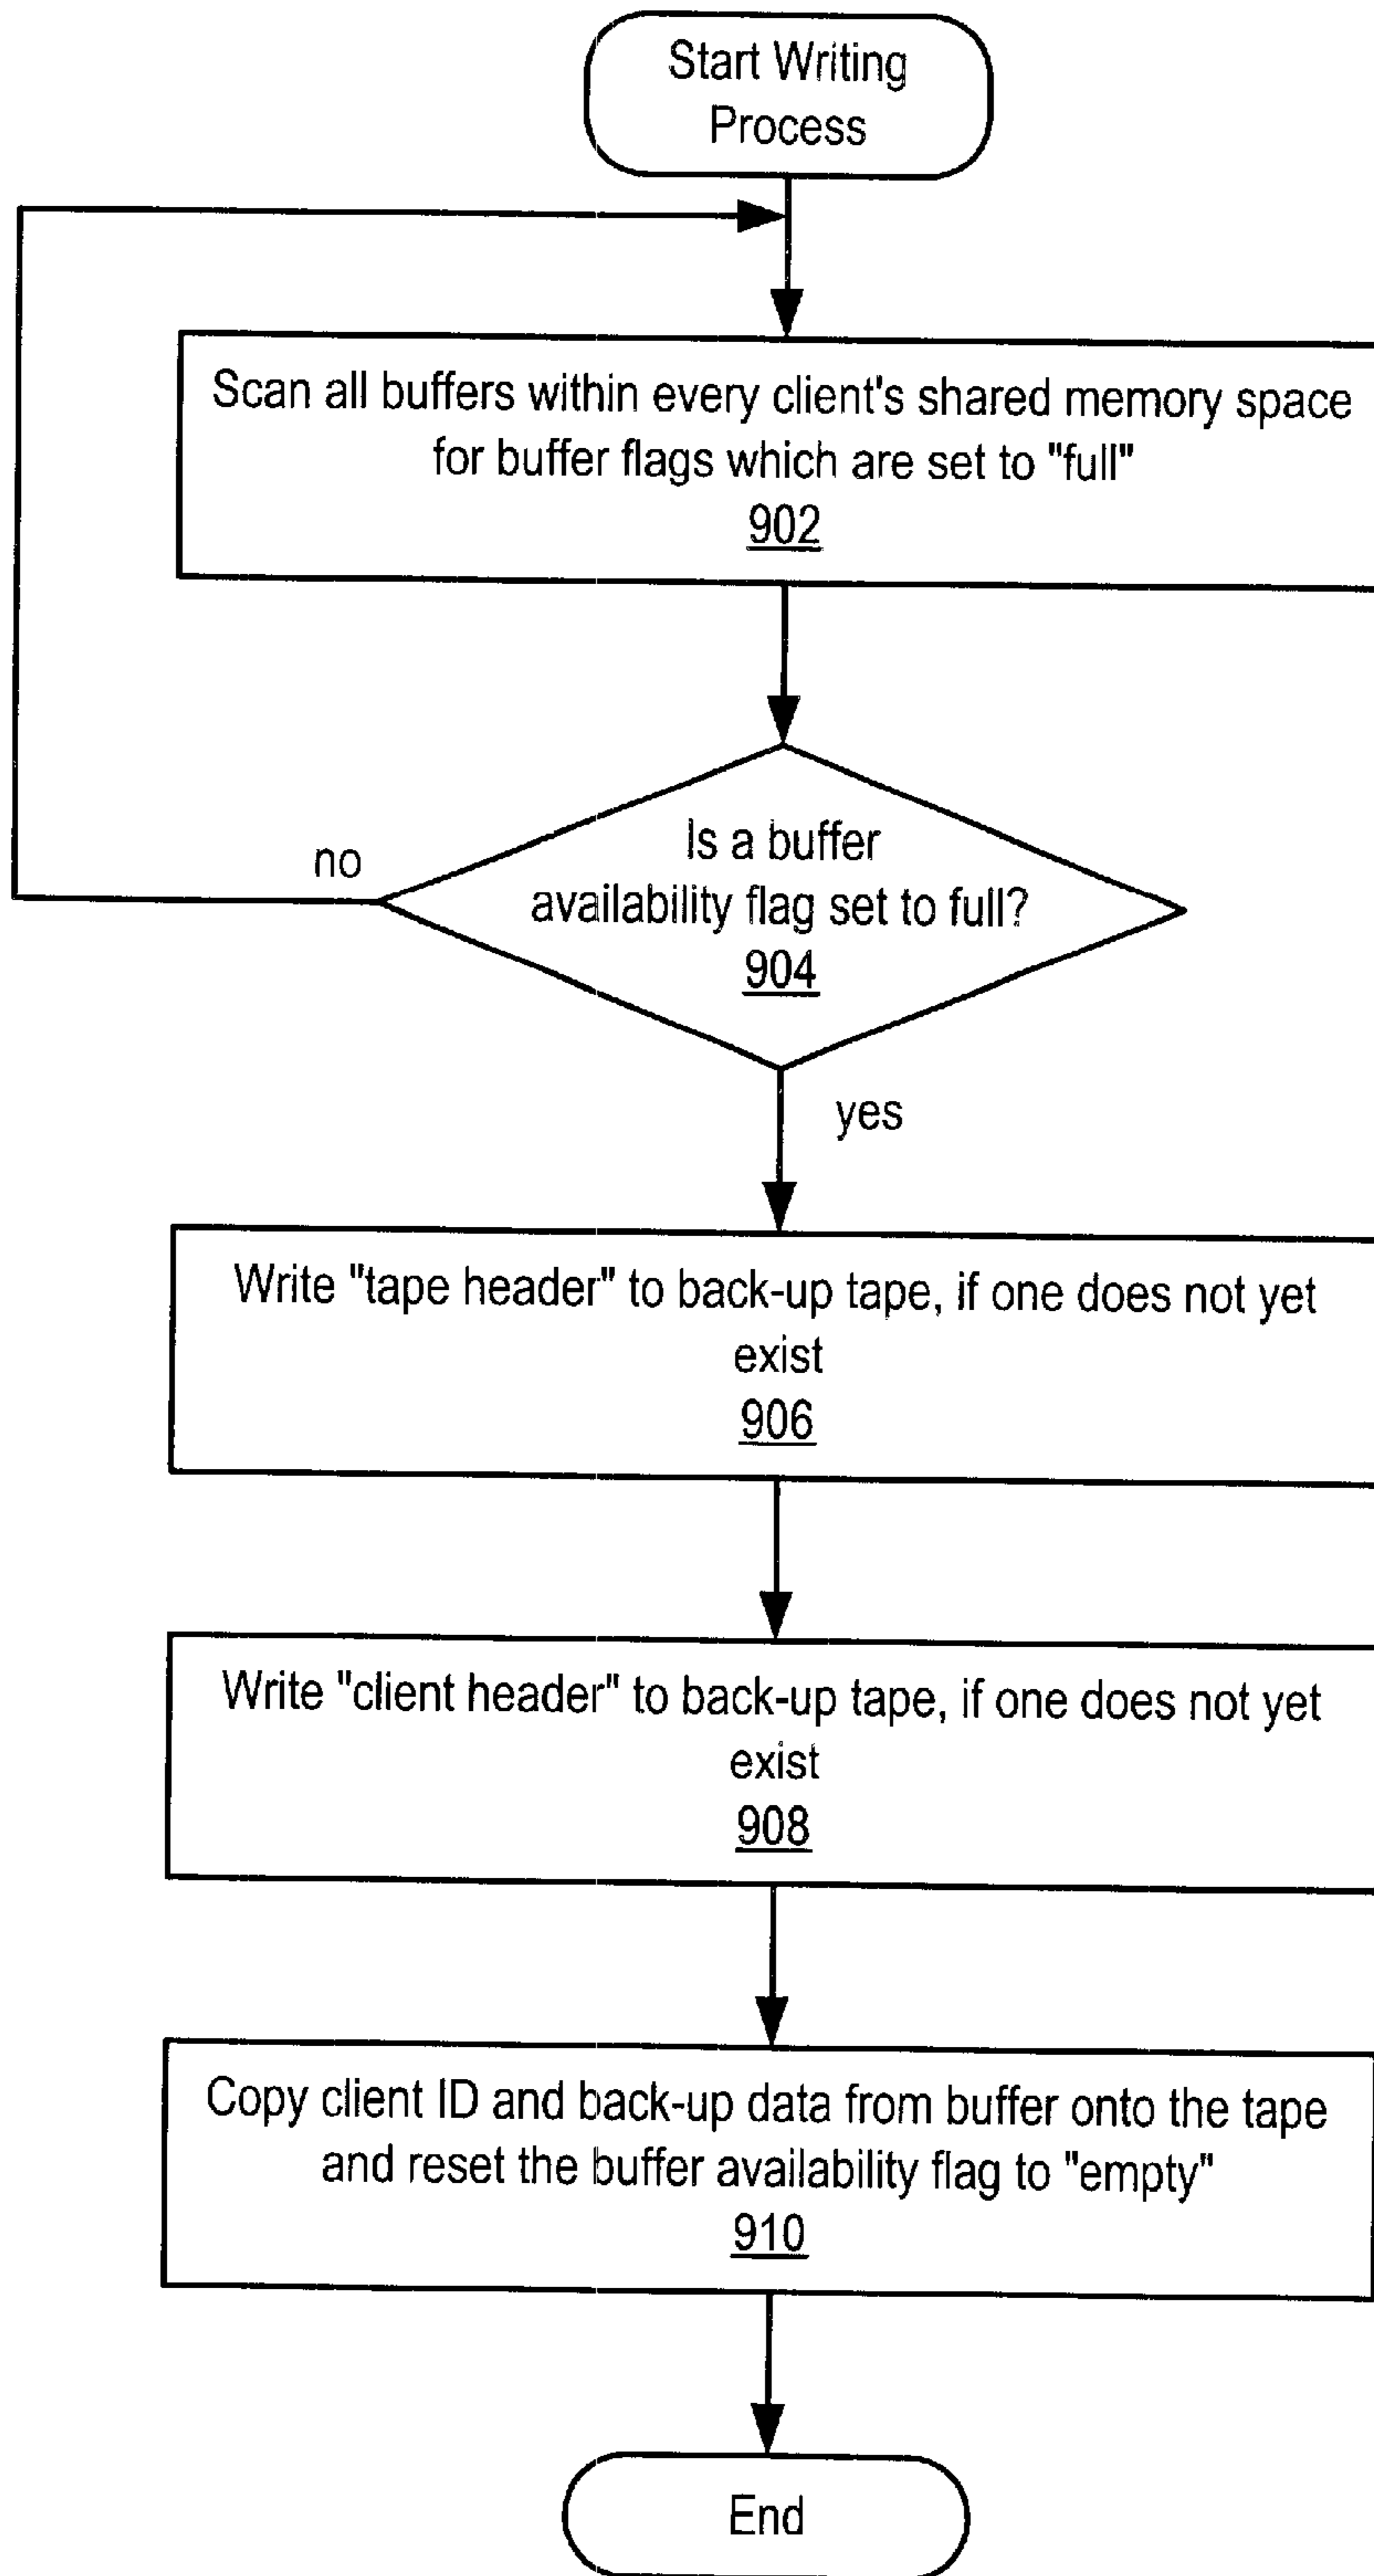 Start Writing
Process
Scan all buffers within every client's shared memory space
for buffer flags which are set to "full"
902
Is a buffer
availability flag set to full?
904
no
yes
Write "tape header" to back-up tape, if one does not yet
exist
906
Write "client header" to back-up tape, if one does not yet
exist
908
Copy client ID and back-up data from buffer onto the tape
and reset the buffer availability flag to "empty"
910
End